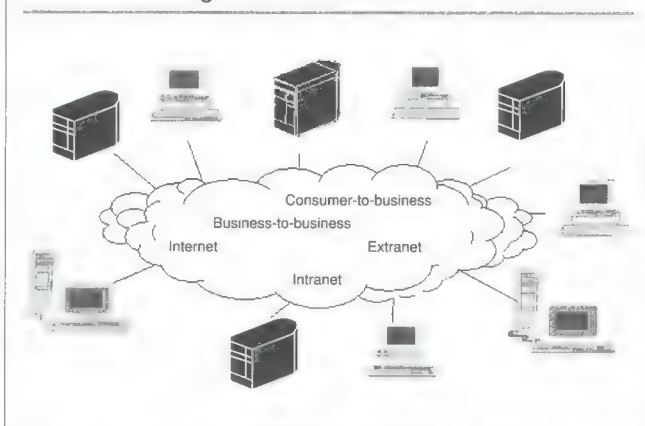 Consumer-to-business
Business-to-business
Internet
Extranet
Intranet